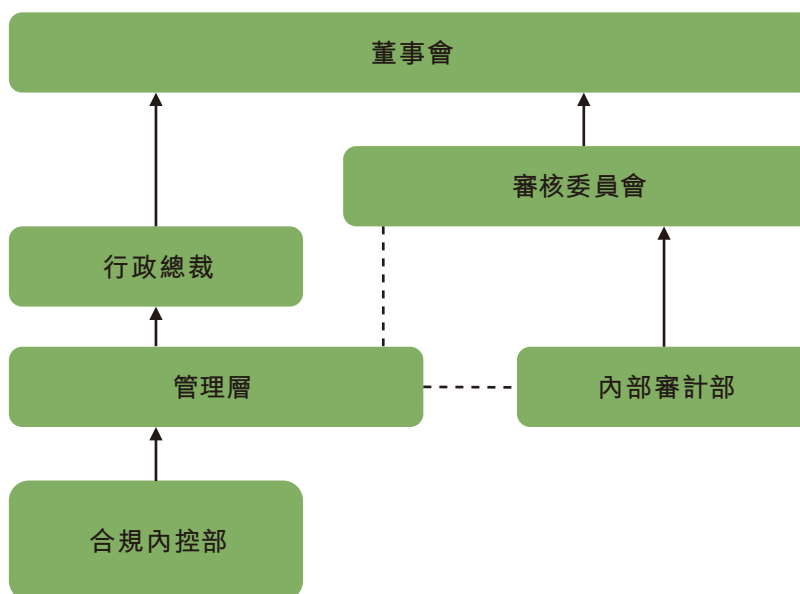 董事會
審核委員會
行政總裁
管理層
內部審計部
合規內控部